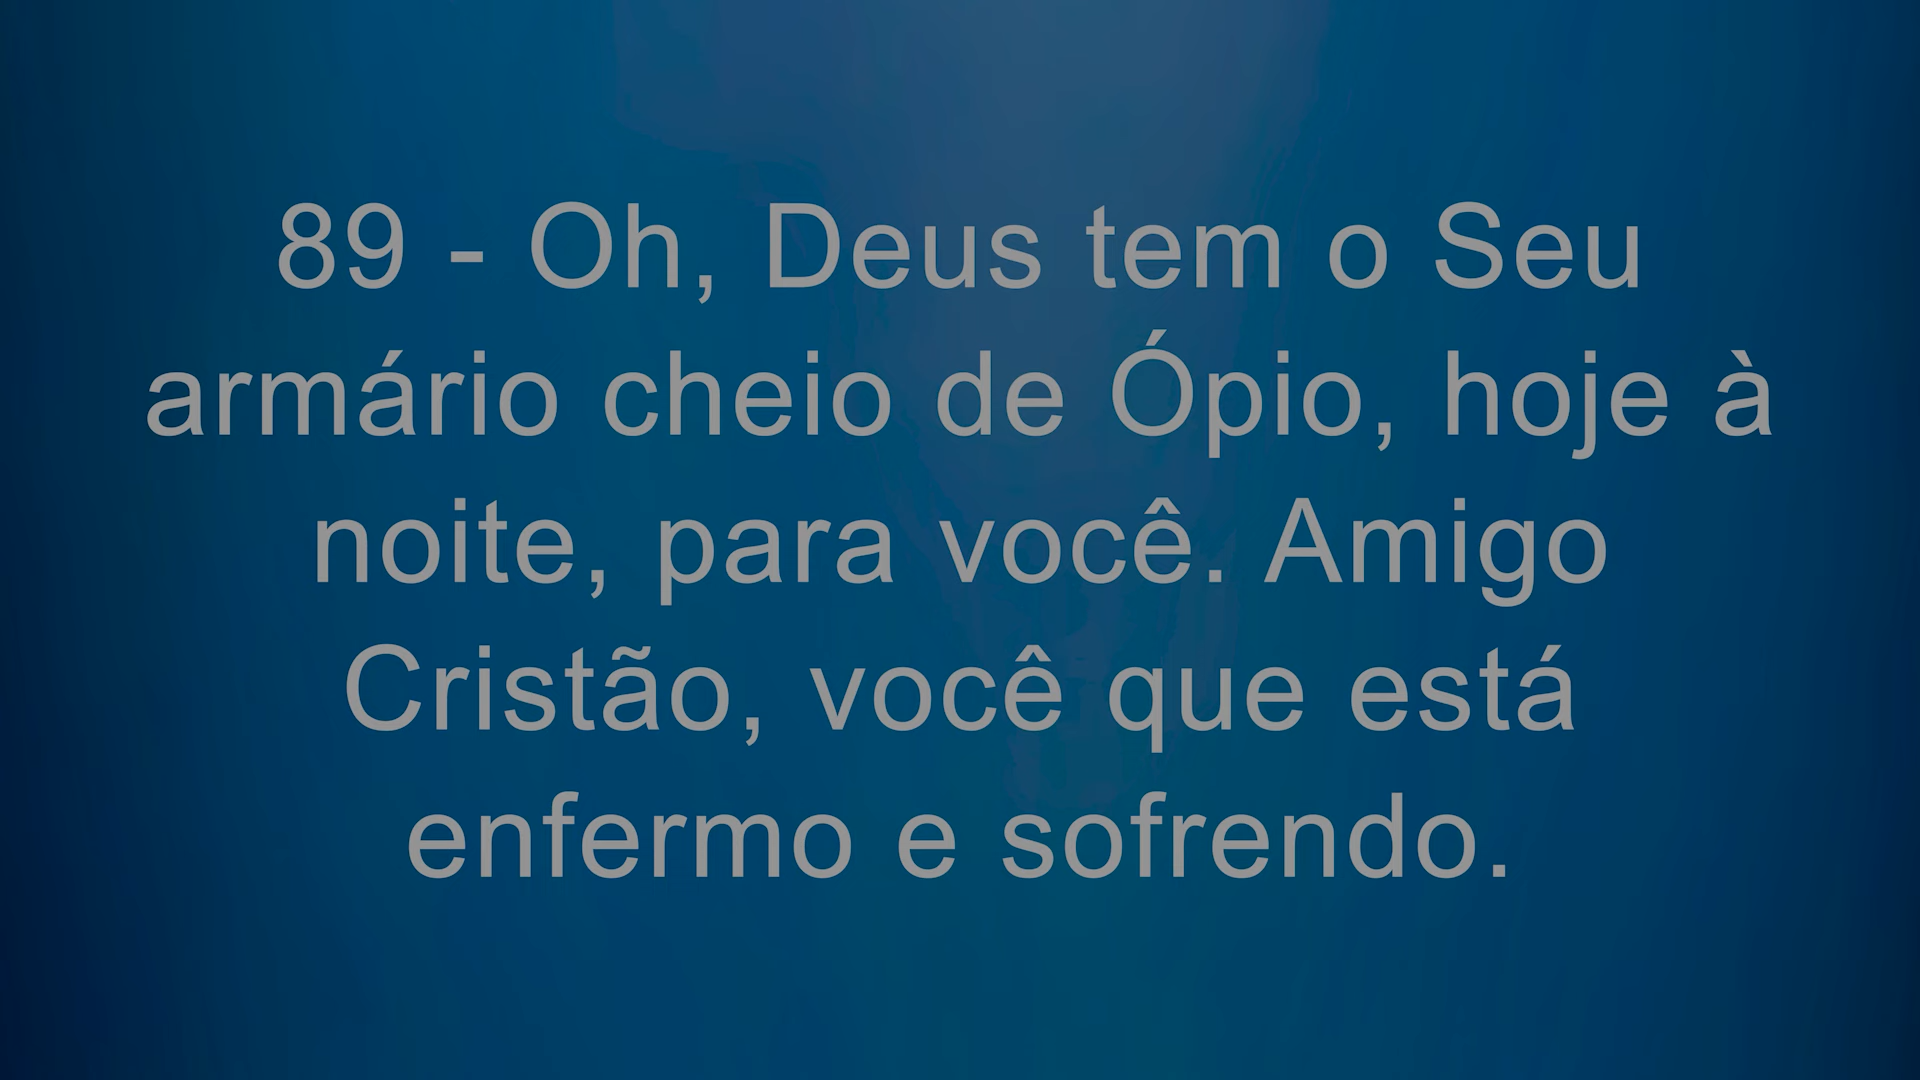 89 - Oh, Deus tem o Seu
armário cheio de Ópio, hoje à
noite, para você. Amigo
Cristão, você que está
enfermo e sofrendo.